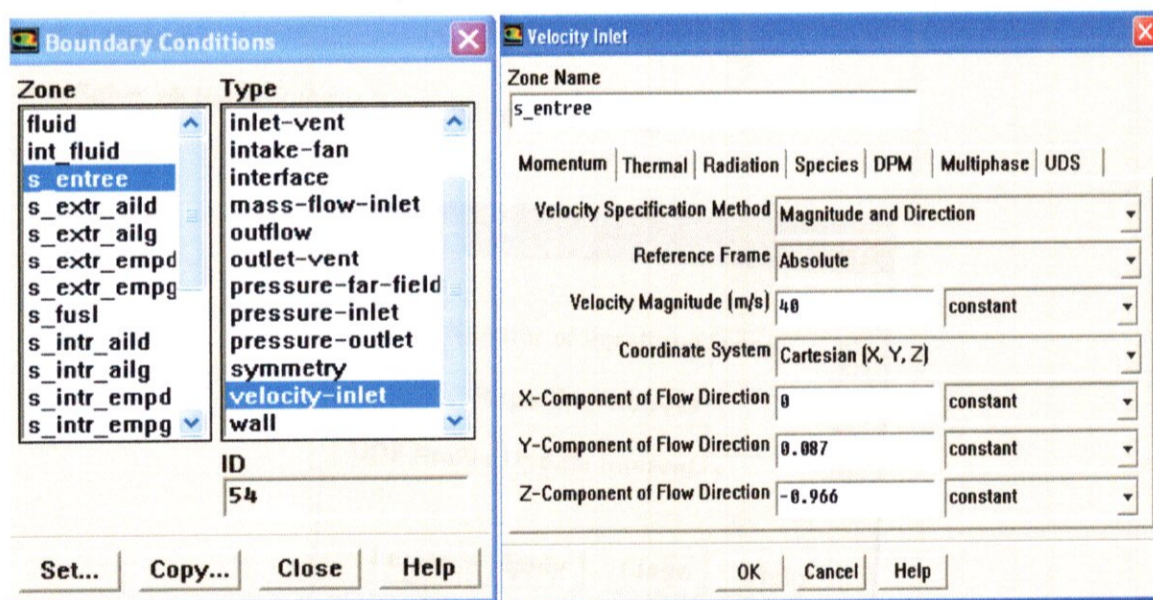 Boundary Conditions
Zone
Type
fluid
int_fluid
s_entree
s_extr_aild
s_extr_ailg
s_extr_empd
s_extr_empg
s_fusl
s_intr_aild
s_intr_ailg
s_intr_empd
s_intr_empg
inlet-vent
intake-fan
interface
mass-flow-inlet
outflow
outlet-vent
pressure-far-field
pressure-inlet
pressure-outlet
symmetry
velocity-inlet
wall
ID
54
Set... Copy... Close Help
Velocity Inlet
Zone Name
s_entree
Momentum Thermal Radiation Species DPM Multiphase UDS
Velocity Specification Method Magnitude and Direction
Reference Frame Absolute
Velocity Magnitude (m/s) 40 constant
Coordinate System Cartesian (X, Y, Z)
X-Component of Flow Direction 0 constant
Y-Component of Flow Direction 0.087 constant
Z-Component of Flow Direction -0.966 constant
OK Cancel Help